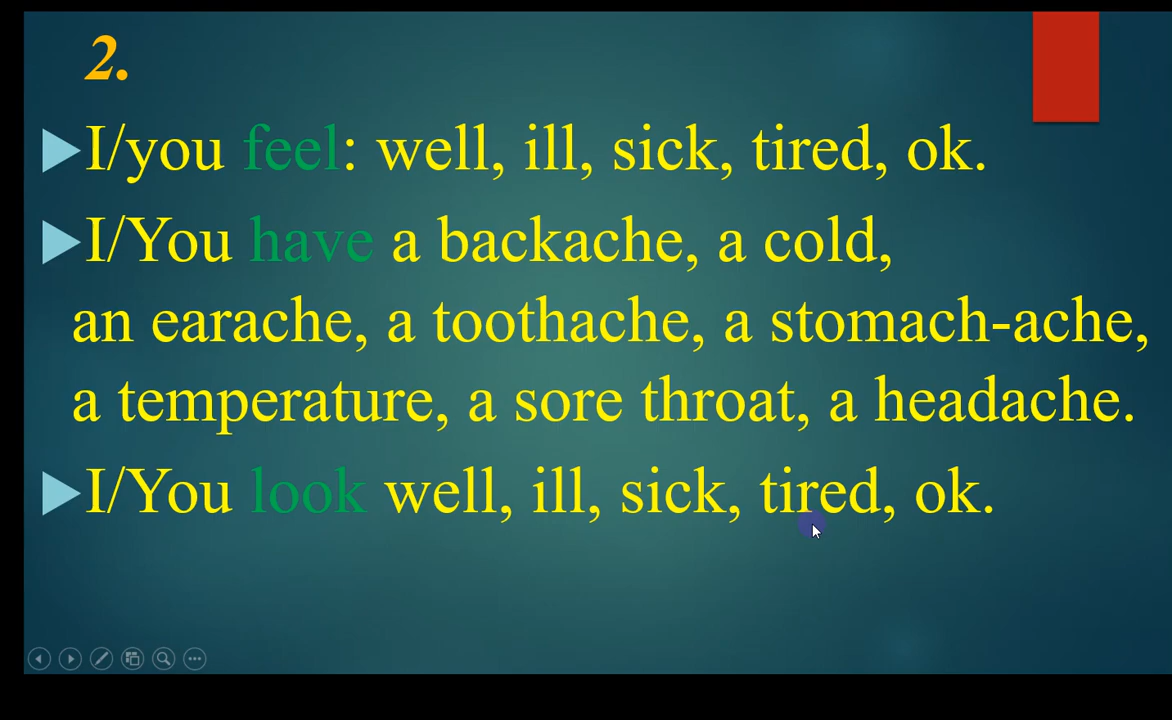 2.
I/you feel: well, ill, sick, tired, ok.
I/You have a backache, a cold,
an earache, a toothache, a stomach-ache,
a temperature, a sore throat, a headache.
I/You look well, ill, sick, tired, ok.